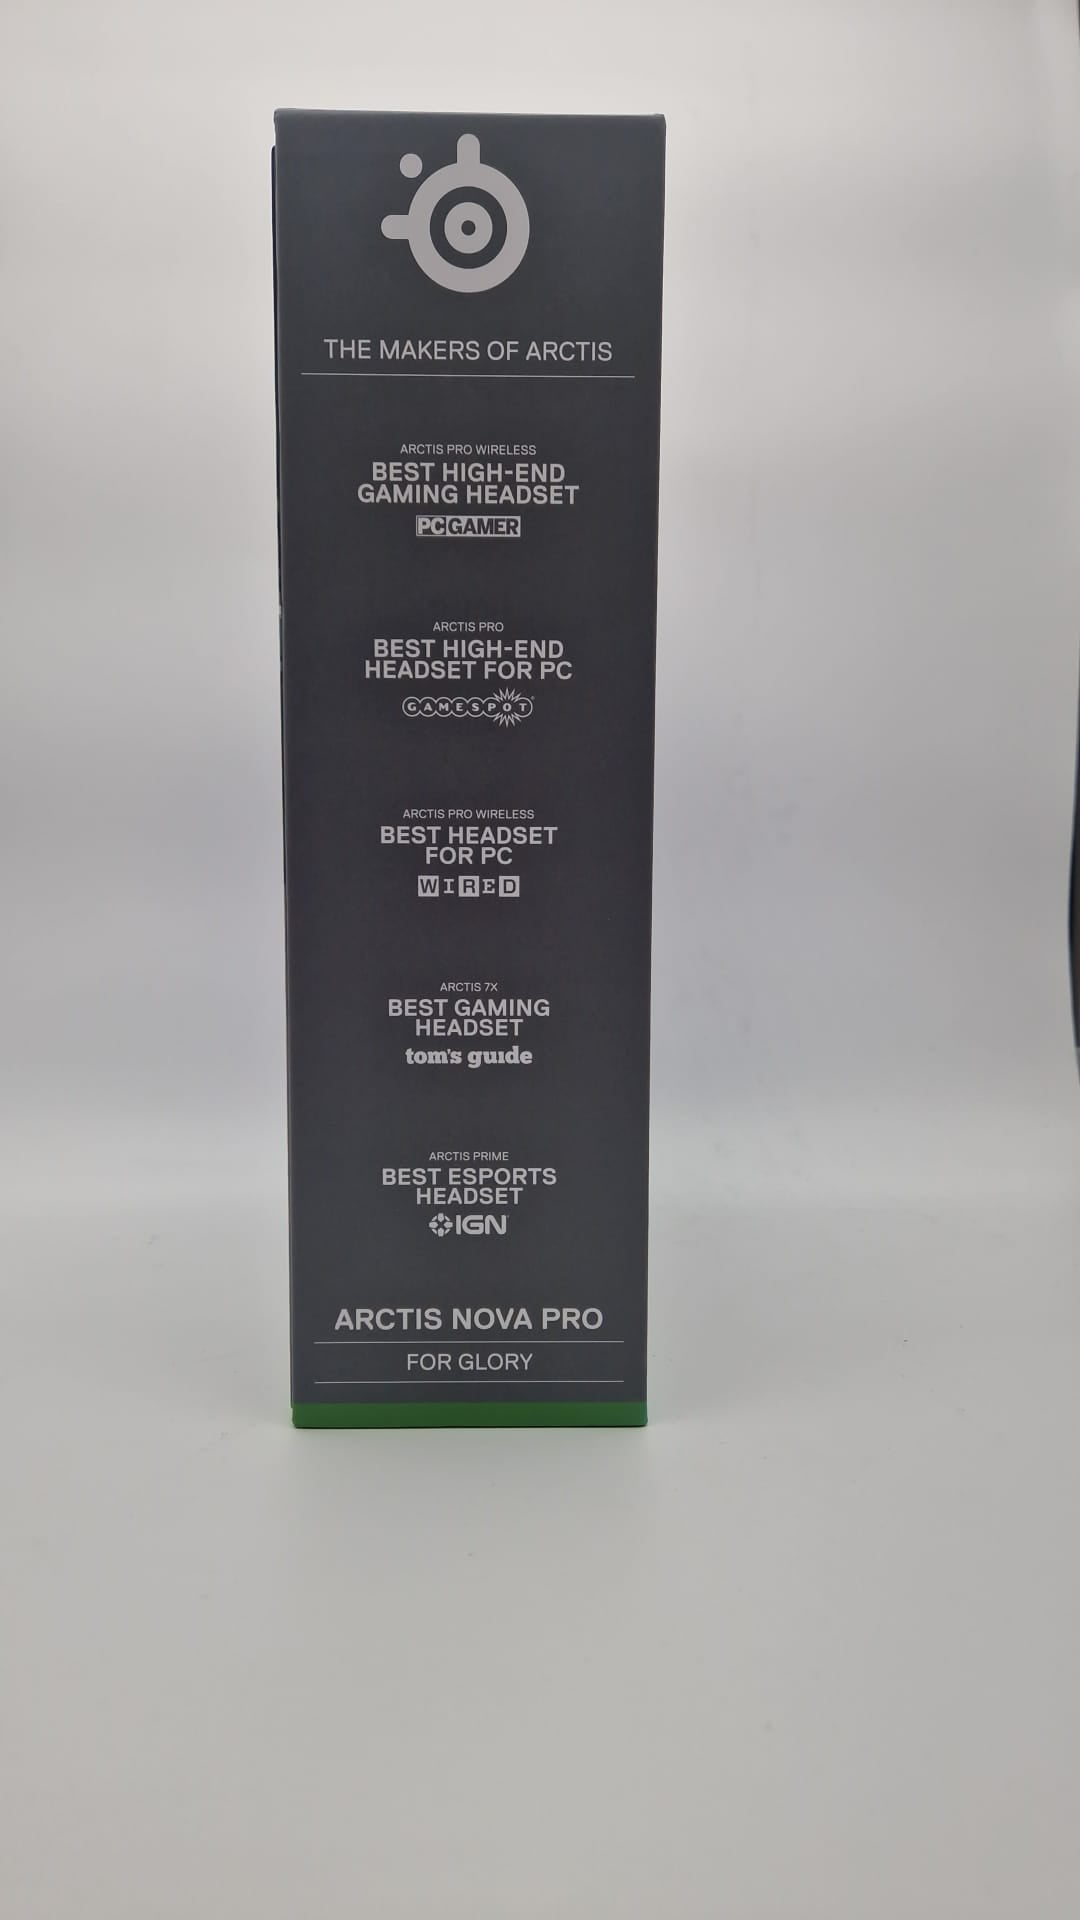 THE MAKERS OF ARCTIS
ARCTIS PRO WIRELESS
BEST HIGH-END
GAMING HEADSET
PC GAMER
ARCTIS PRO
BEST HIGH-END
HEADSET FOR PC
GAMESPOT
ARCTIS PRO WIRELESS
BEST HEADSET
FOR PC
WIRED
ARCTIS 7X
BEST GAMING
HEADSET
tom's guide
ARCTIS PRIME
BEST ESPORTS
HEADSET
IGN
ARCTIS NOVA PRO
FOR GLORY